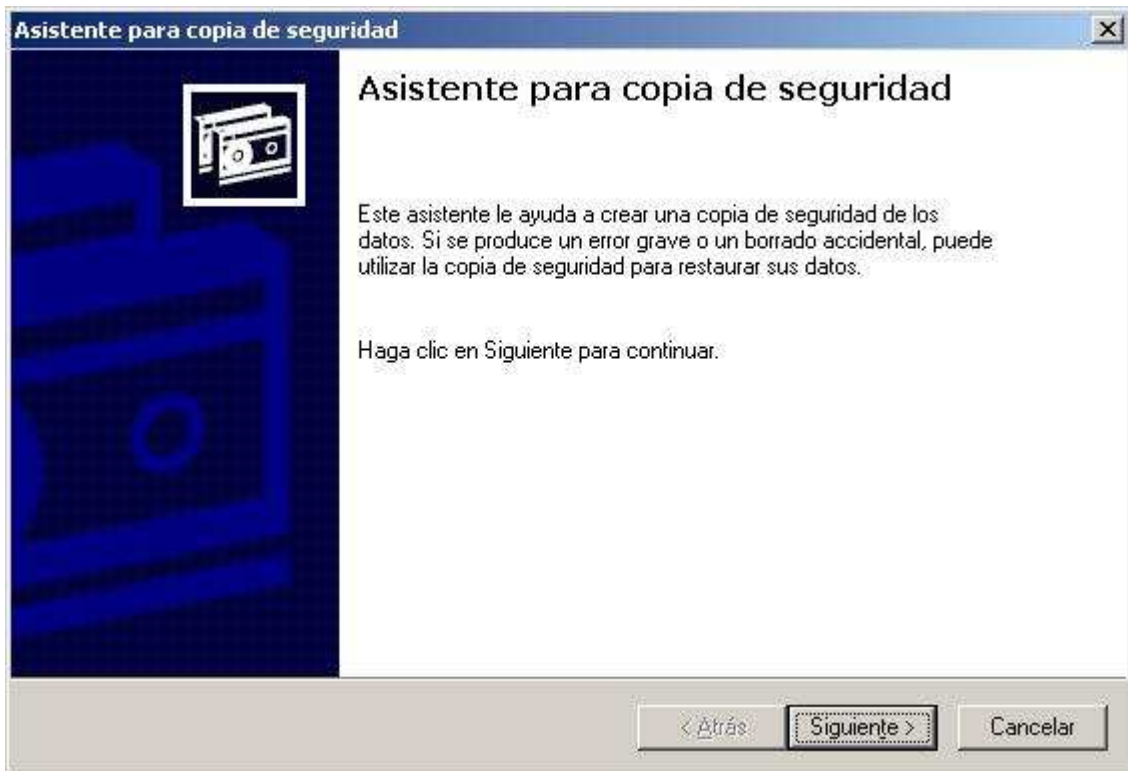 Asistente para copia de seguridad
Asistente para copia de seguridad
Este asistente le ayuda a crear una copia de seguridad de los
datos. Si se produce un error grave o un borrado accidental, puede
utilizar la copia de seguridad para restaurar sus datos.
Haga clic en Siguiente para continuar.
< Atrás Siguiente > Cancelar